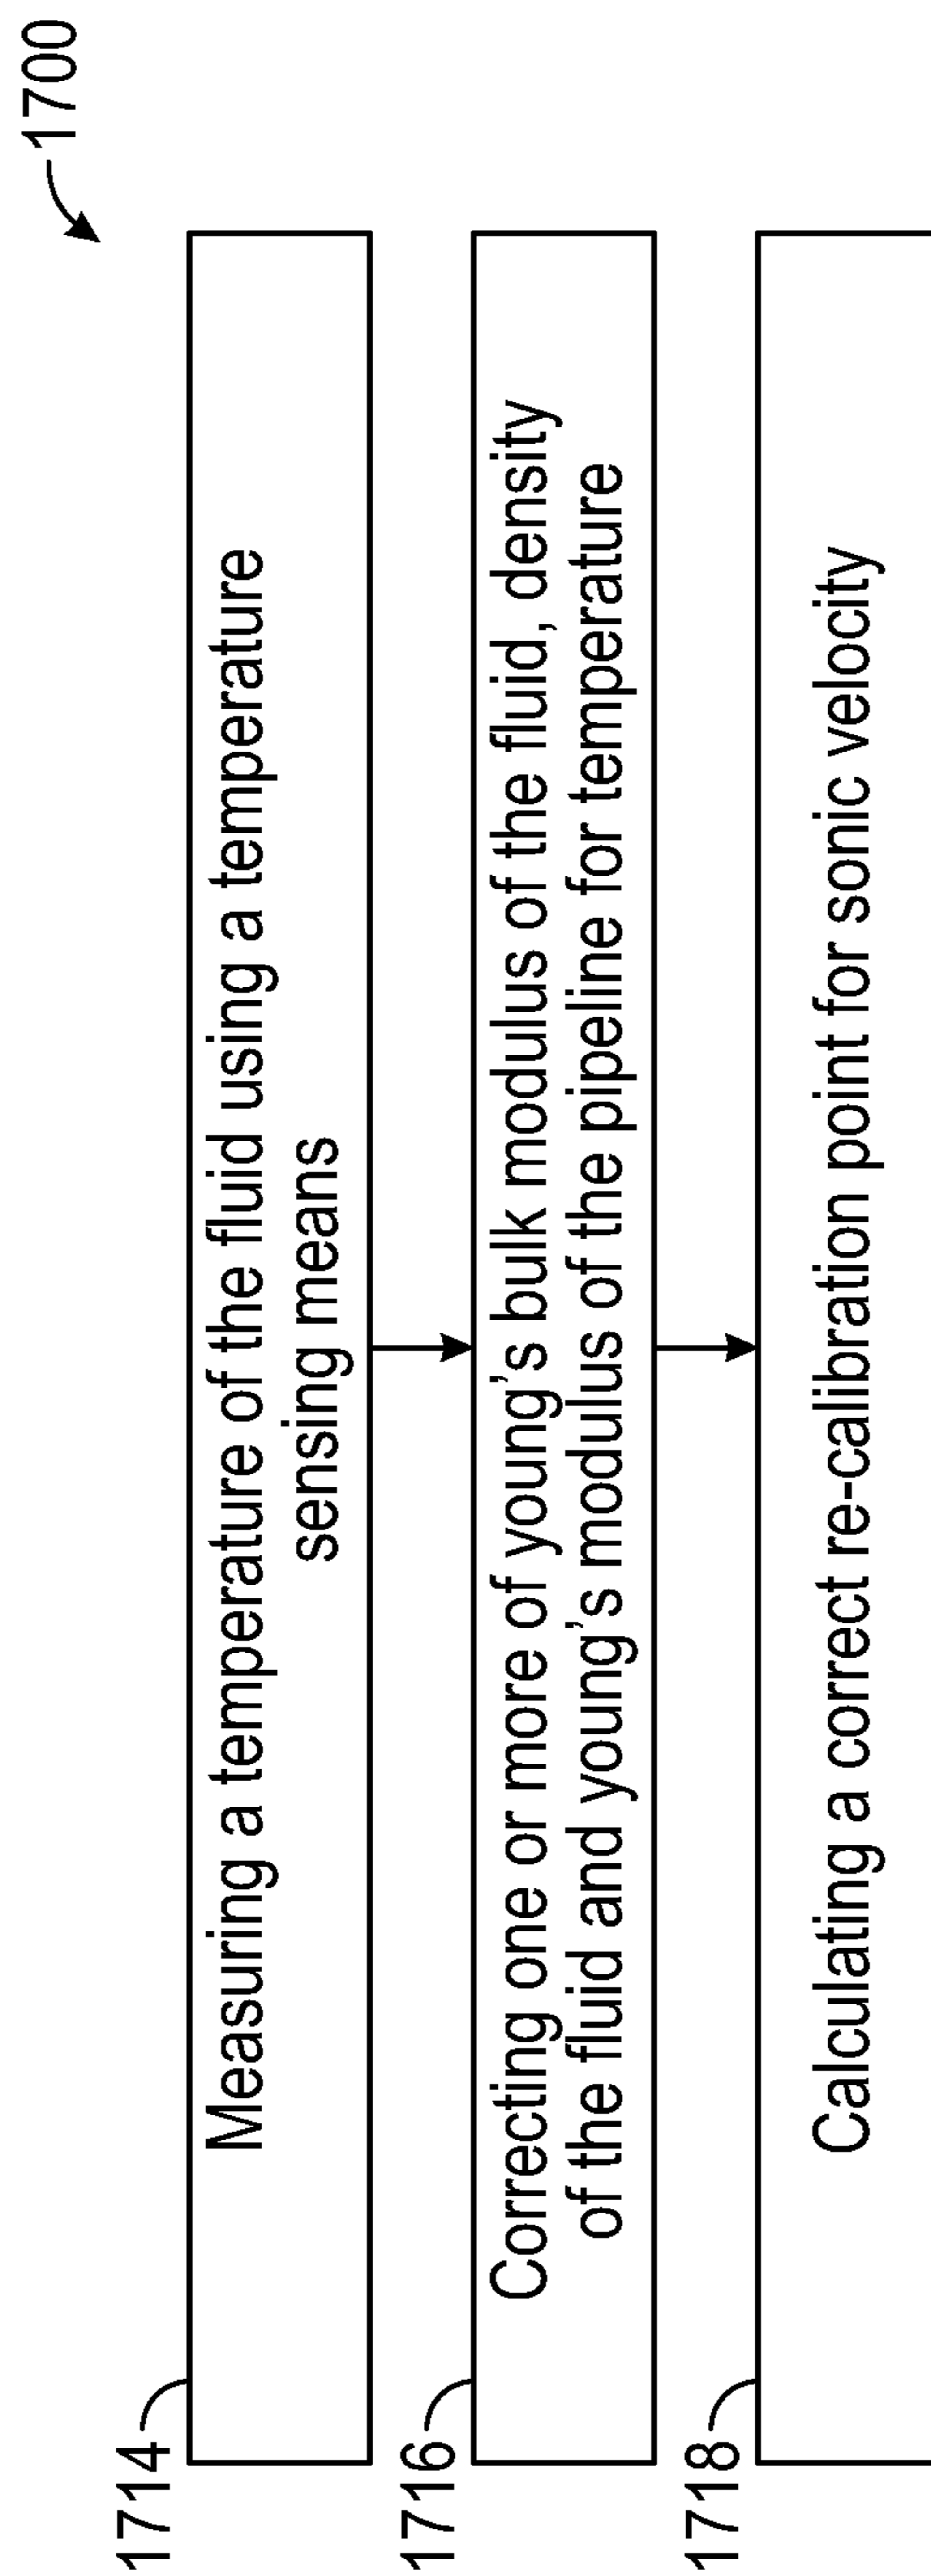 1700
1714
Measuring a temperature of the fluid using a temperature
sensing means
1716
Correcting one or more of young's bulk modulus of the fluid, density
of the fluid and young's modulus of the pipeline for temperature
1718
Calculating a correct re-calibration point for sonic velocity